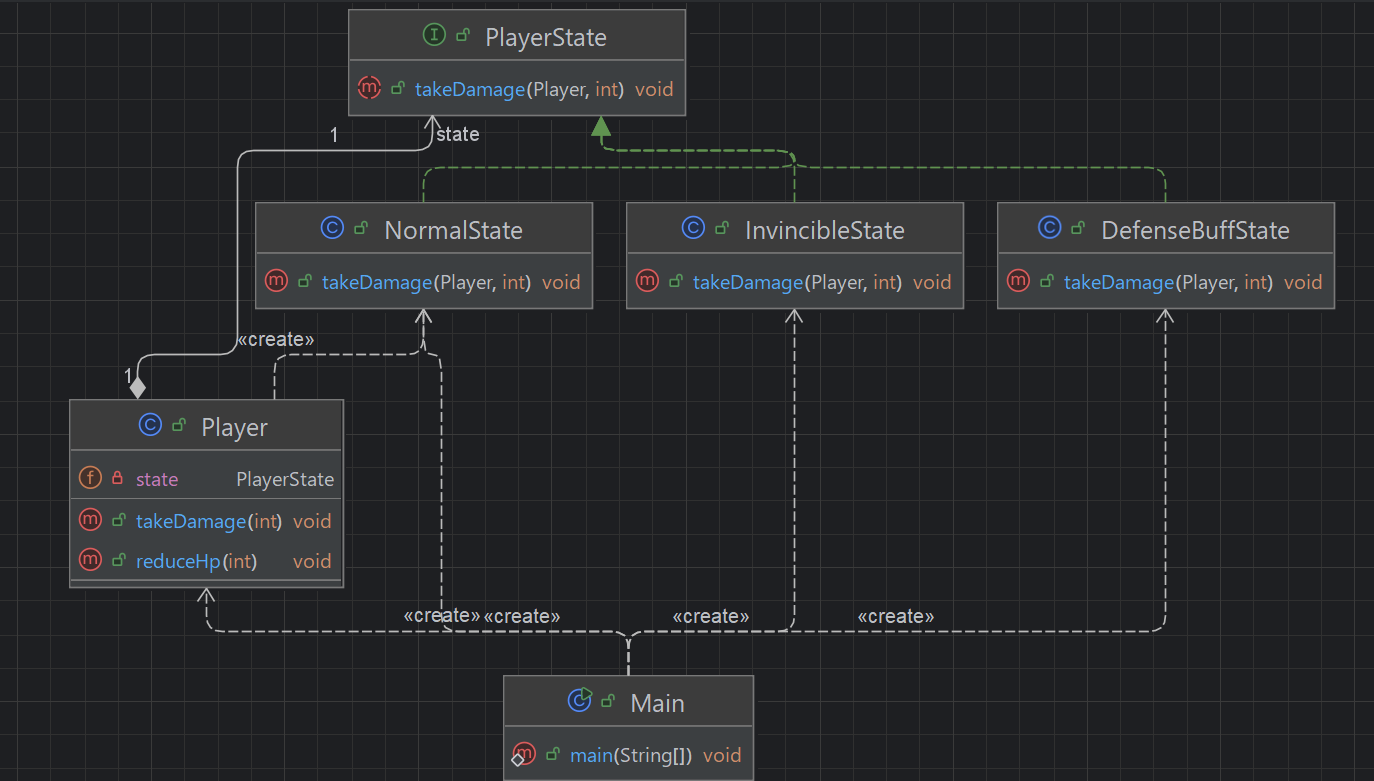 PlayerState
takeDamage(Player, int) void
1
state
NormalState
takeDamage(Player, int) void
InvincibleState
takeDamage(Player, int) void
DefenseBuffState
takeDamage(Player, int) void
«create»
1
Player
state PlayerState
takeDamage(int) void
reduceHp(int) void
«create»
«create»
«create»
«create»
Main
main(String[]) void